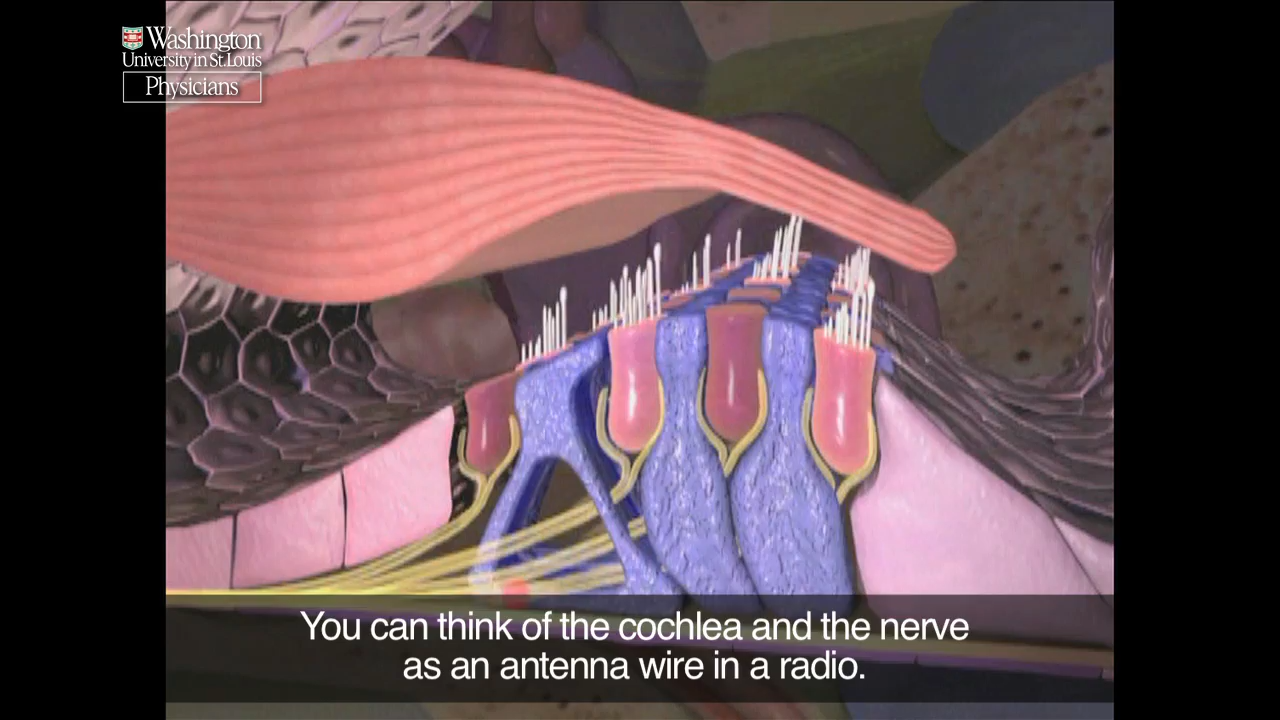 Washington
University in St. Louis
Physicians
You can think of the cochlea and the nerve
as an antenna wire in a radio.